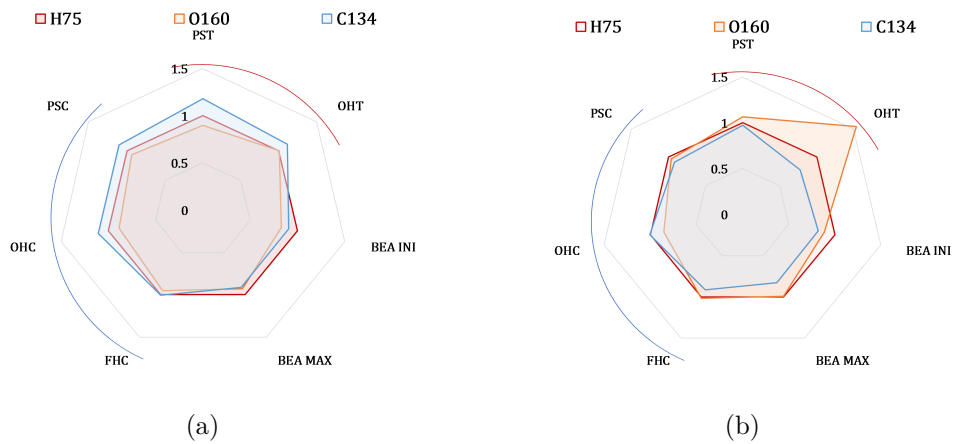 H75 O160 C134
PST
1.5
PSC OHT
1
0.5
0
OHC BEA INI
FHC BEA MAX
(a)
H75 O160 C134
PST
1.5
PSC OHT
1
0.5
0
OHC BEA INI
FHC BEA MAX
(b)